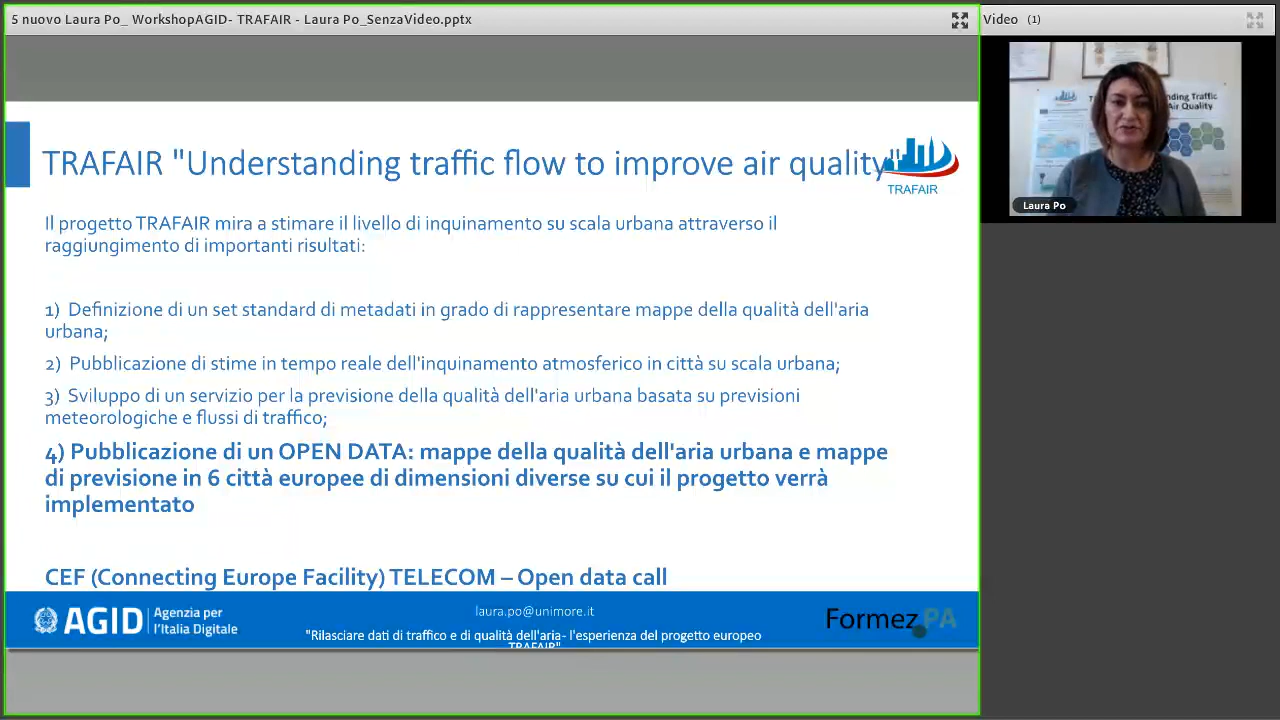 5 nuovo Laura Po_ WorkshopAGID- TRAFAIR - Laura Po_SenzaVideo.pptx
Video (1)
TRAFAIR "Understanding traffic flow to improve air quality"
TRAFAIR
Il progetto TRAFAIR mira a stimare il livello di inquinamento su scala urbana attraverso il
raggiungimento di importanti risultati:
1) Definizione di un set standard di metadati in grado di rappresentare mappe della qualità dell'aria
urbana;
2) Pubblicazione di stime in tempo reale dell'inquinamento atmosferico in città su scala urbana;
3) Sviluppo di un servizio per la previsione della qualità dell'aria urbana basata su previsioni
meteorologiche e flussi di traffico;
4) Pubblicazione di un OPEN DATA: mappe della qualità dell'aria urbana e mappe
di previsione in 6 città europee di dimensioni diverse su cui il progetto verrà
implementato
CEF (Connecting Europe Facility) TELECOM – Open data call
AGID Agenzia per
l'Italia Digitale
laura.po@unimore.it
"Rilasciare dati di traffico e di qualità dell'aria- l'esperienza del progetto europeo
TRAFAIR"
Formez PA
nding Traffic
Air Quality
Laura Po